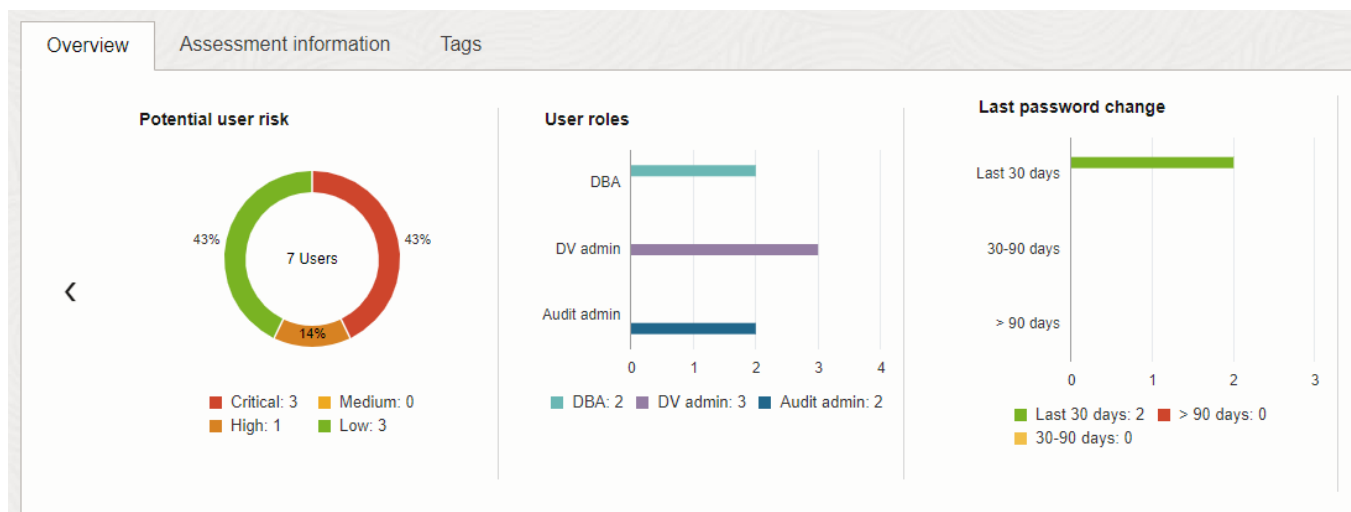 Overview Assessment information Tags
Potential user risk
43% 43%
7 Users
14%
Critical: 3 Medium: 0
High: 1 Low: 3
User roles
DBA
DV admin
Audit admin
0 1 2 3 4
DBA: 2 DV admin: 3 Audit admin: 2
Last password change
Last 30 days
30-90 days
> 90 days
0 1 2 3
Last 30 days: 2 > 90 days: 0
30-90 days: 0